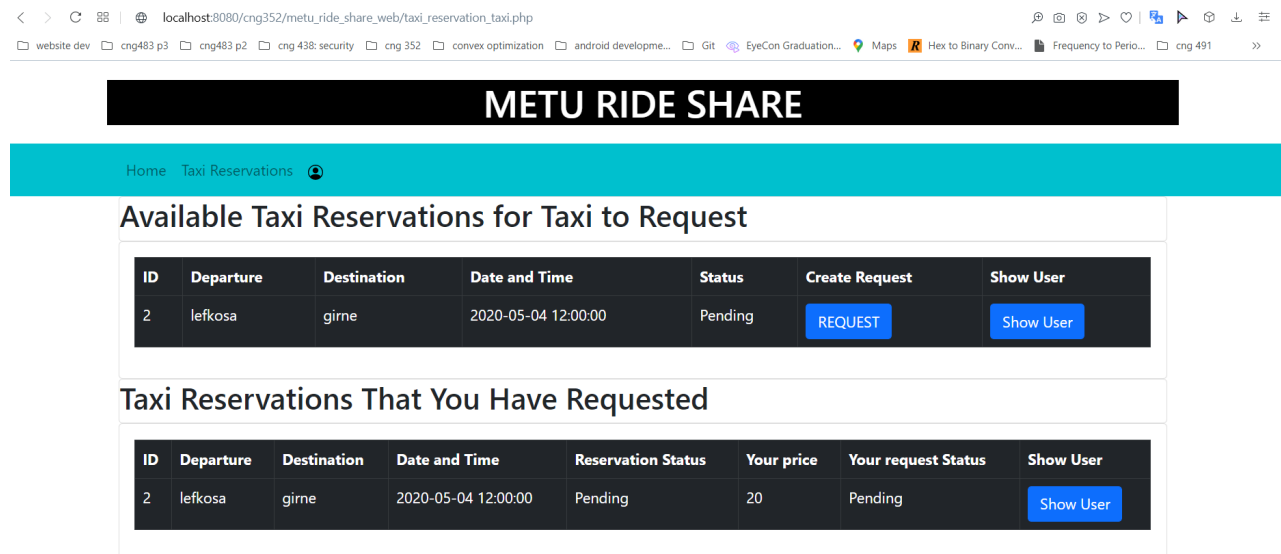 localhost:8080/cng352/metu_ride_share_web/taxi_reservation_taxi.php
website dev cng483 p3 cng483 p2 cng 438: security cng 352 convex optimization android developme... Git EyeCon Graduation... Maps R Hex to Binary Conv... Frequency to Perio... cng 491 »
METU RIDE SHARE
Home Taxi Reservations
Available Taxi Reservations for Taxi to Request
ID Departure Destination Date and Time Status Create Request Show User
2 lefkosa girne 2020-05-04 12:00:00 Pending REQUEST Show User
Taxi Reservations That You Have Requested
ID Departure Destination Date and Time Reservation Status Your price Your request Status Show User
2 lefkosa girne 2020-05-04 12:00:00 Pending 20 Pending Show User